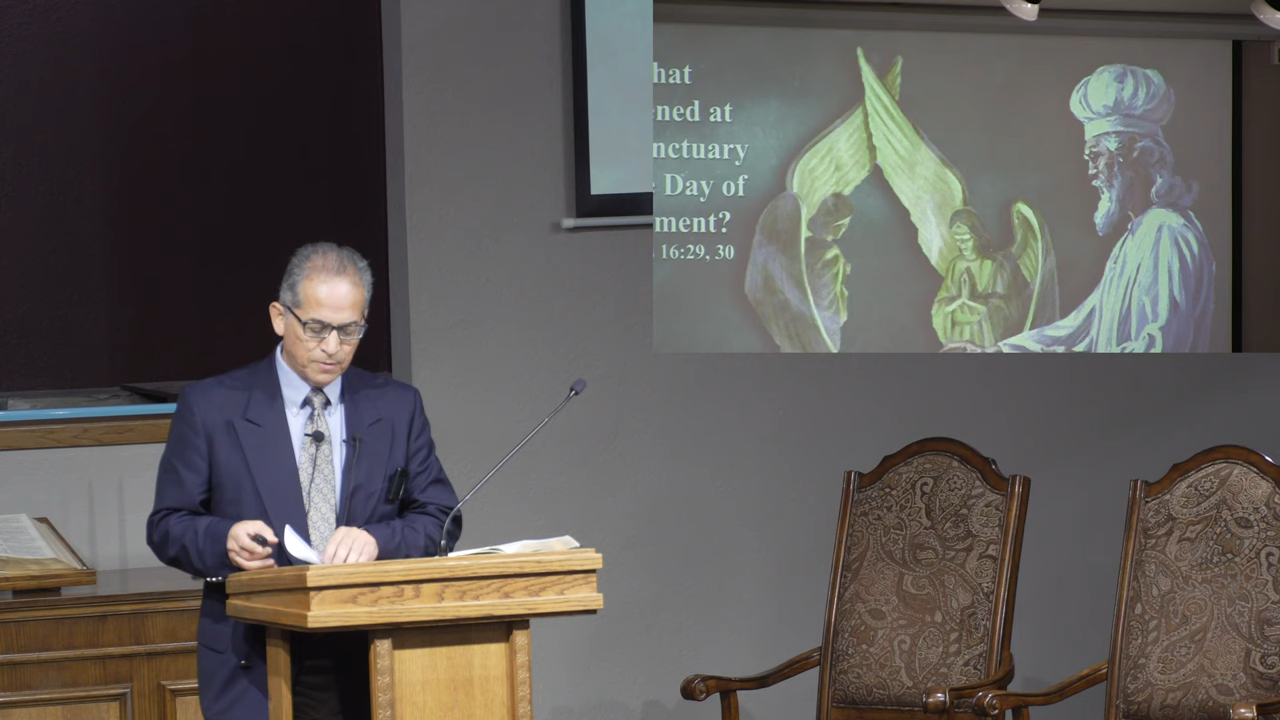 hat
ened at
nctuary
e Day of
ment?
16:29, 30